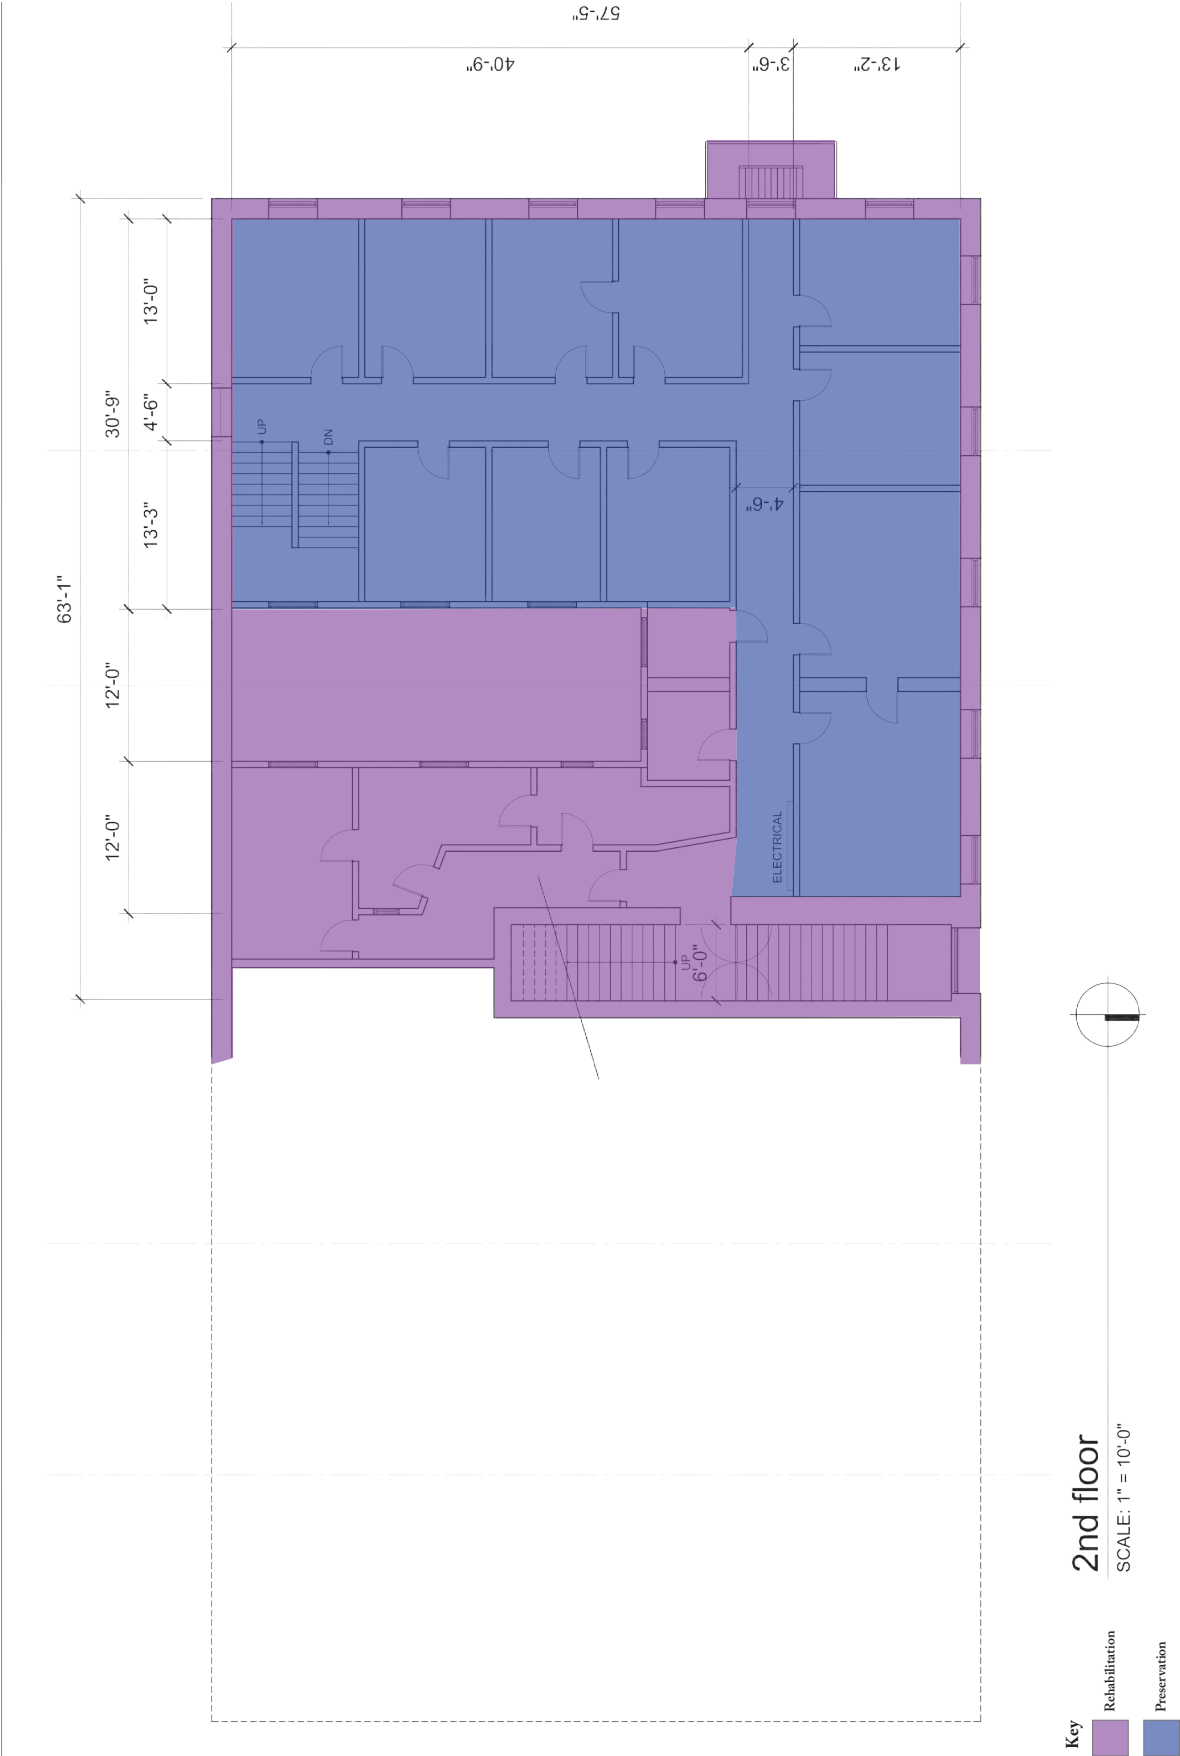 57'-5"
40'-9"
3'-6"
13'-2"
13'-0"
30'-9"
4'-6"
13'-3"
63'-1"
12'-0"
12'-0"
UP
DN
4'-6"
ELECTRICAL
UP
6'-0"
2nd floor
SCALE: 1" = 10'-0"
Key
Rehabilitation
Preservation